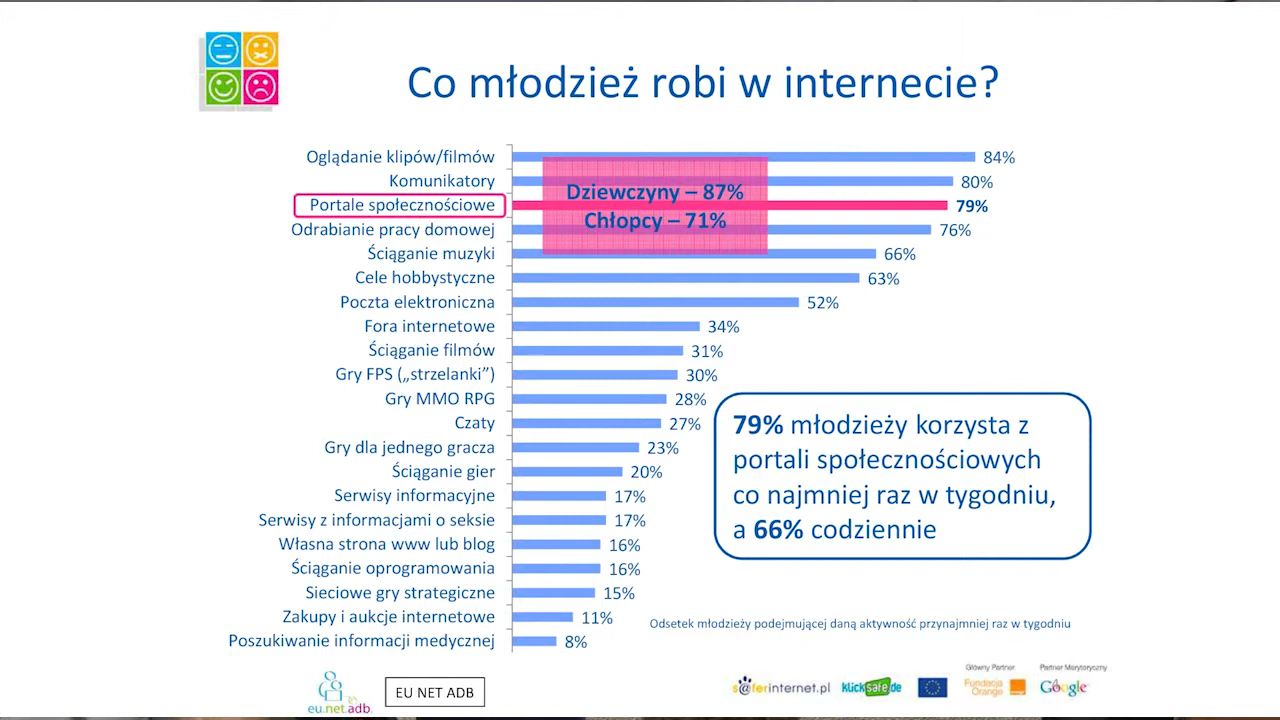 Co młodzież robi w internecie?
Oglądanie klipów/filmów 84%
Komunikatory 80%
Portale społecznościowe 79%
Odrabianie pracy domowej 76%
Ściąganie muzyki 66%
Cele hobbystyczne 63%
Poczta elektroniczna 52%
Fora internetowe 34%
Ściąganie filmów 31%
Gry FPS („strzelanki”) 30%
Gry MMO RPG 28%
Czaty 27%
Gry dla jednego gracza 23%
Ściąganie gier 20%
Serwisy informacyjne 17%
Serwisy z informacjami o seksie 17%
Własna strona www lub blog 16%
Ściąganie oprogramowania 16%
Sieciowe gry strategiczne 15%
Zakupy i aukcje internetowe 11%
Poszukiwanie informacji medycznej 8%
Dziewczyny – 87%
Chłopcy – 71%
79% młodzieży korzysta z
portali społecznościowych
co najmniej raz w tygodniu,
a 66% codziennie
Odsetek młodzieży podejmującej daną aktywność przynajmniej raz w tygodniu
eu.net.adb.
EU NET ADB
s@ferinternet.pl
klicksafe.de
Główny Partner:
Fundacja
Orange
Partner Merytoryczny
Google